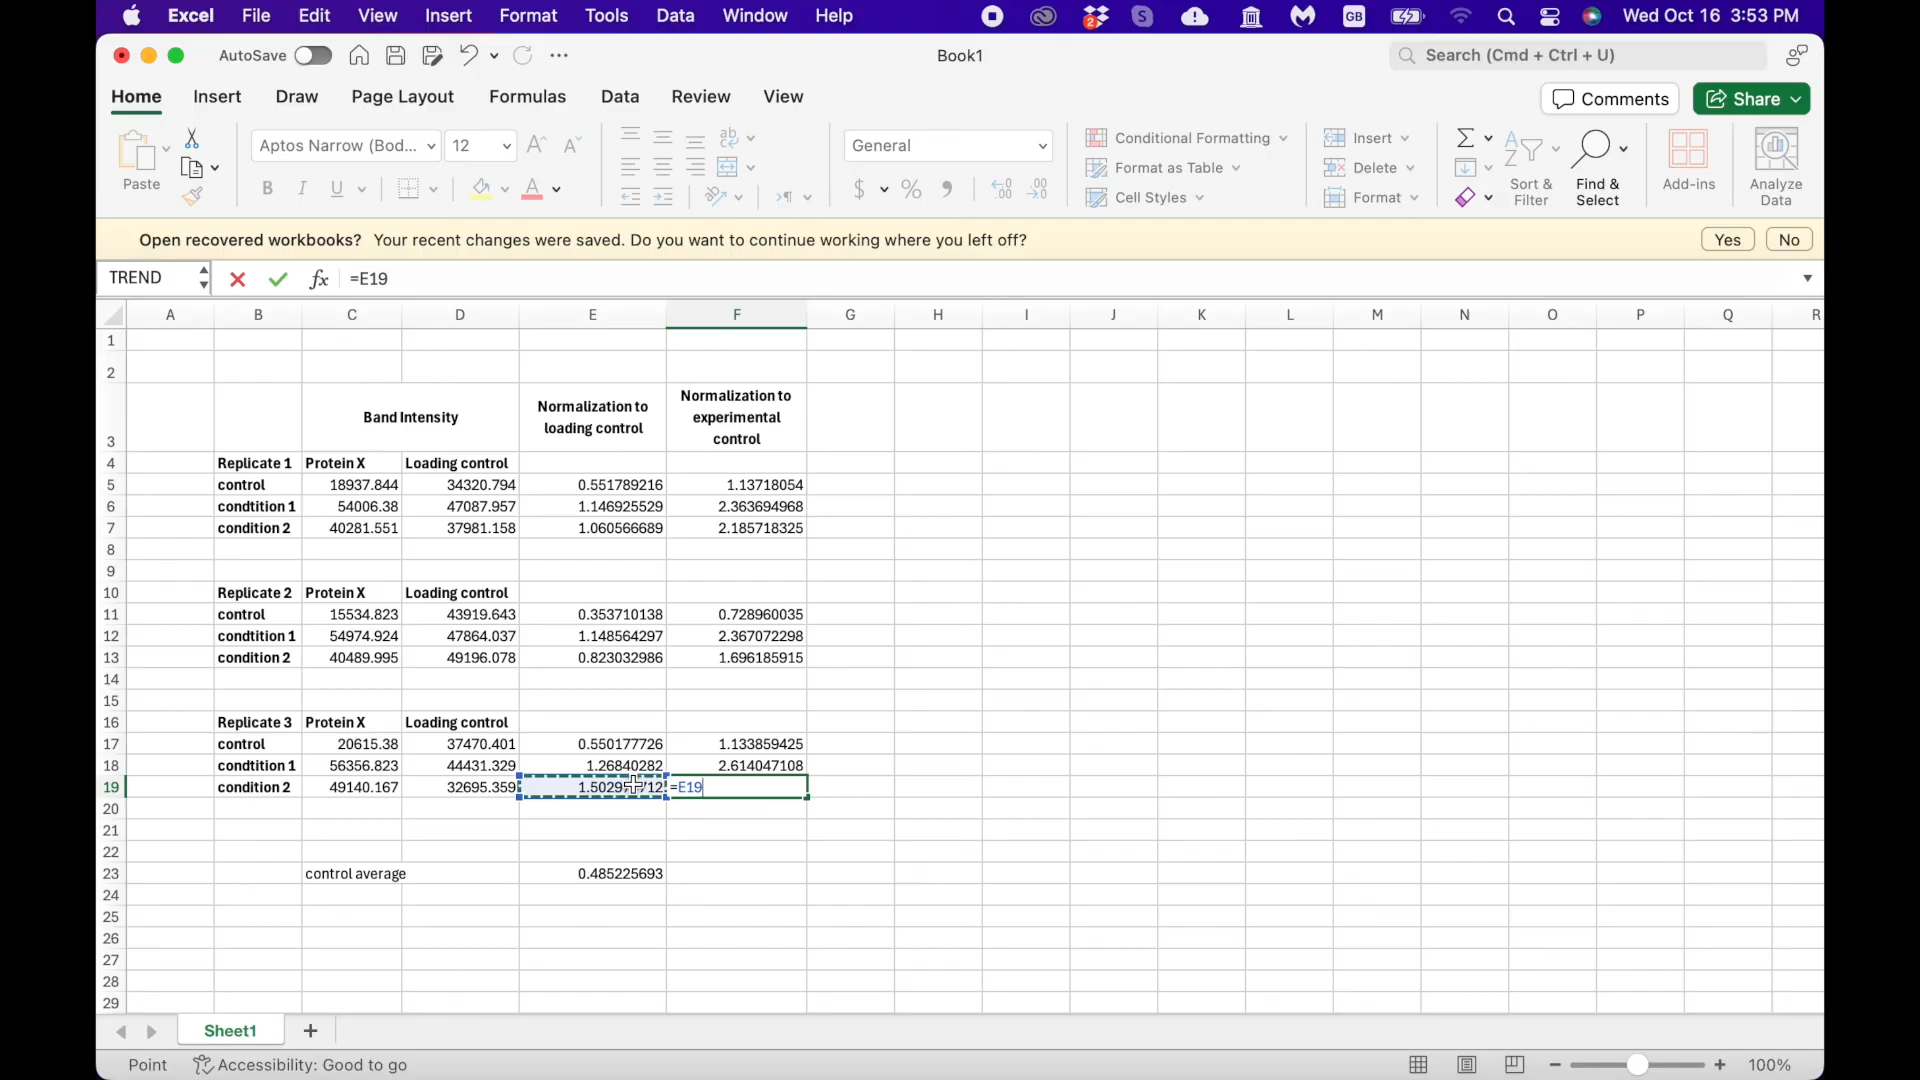 Excel File Edit View Insert Format Tools Data Window Help 2 S GB Wed Oct 16 3:53 PM
AutoSave Book1 Search (Cmd + Ctrl + U)
Home Insert Draw Page Layout Formulas Data Review View Comments Share
Paste Aptos Narrow (Bod... 12 A A ab General Conditional Formatting Insert
B I U A $ % Format as Table Delete
Cell Styles Format
Sort & Filter Find & Select Add-ins Analyze Data
Open recovered workbooks? Your recent changes were saved. Do you want to continue working where you left off? Yes No
TREND fx =E19
A B C D E F G H I J K L M N O P Q R
1
2
3 Band Intensity Normalization to loading control Normalization to experimental control
4 Replicate 1 Protein X Loading control
5 control 18937.844 34320.794 0.551789216 1.13718054
6 condtition 1 54006.38 47087.957 1.146925529 2.363694968
7 condition 2 40281.551 37981.158 1.060566689 2.185718325
8
9
10 Replicate 2 Protein X Loading control
11 control 15534.823 43919.643 0.353710138 0.728960035
12 condtition 1 54974.924 47864.037 1.148564297 2.367072298
13 condition 2 40489.995 49196.078 0.823032986 1.696185915
14
15
16 Replicate 3 Protein X Loading control
17 control 20615.38 37470.401 0.550177726 1.133859425
18 condtition 1 56356.823 44431.329 1.26840282 2.614047108
19 condition 2 49140.167 32695.359 =E19
20
21
22
23 control average 0.485225693
24
25
26
27
28
29
Sheet1
Point Accessibility: Good to go 100%